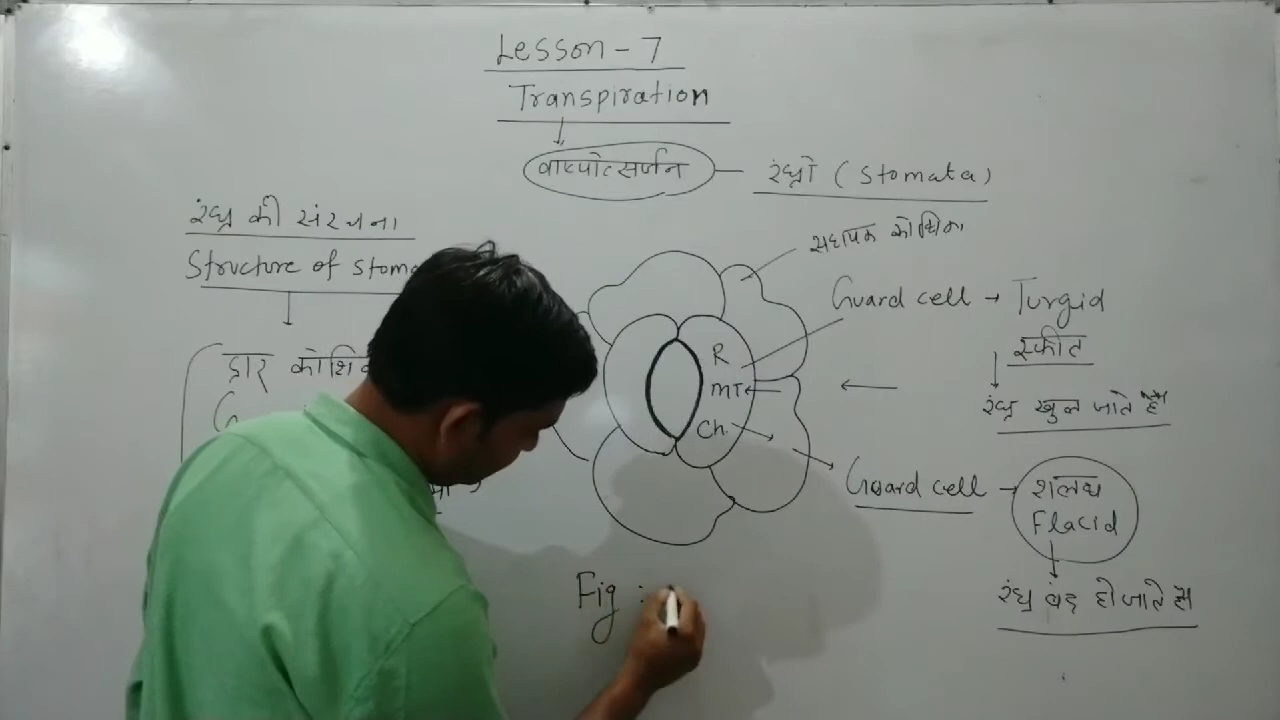 Lesson - 7
Transpiration
वाष्पोत्सर्जन - रंध्रो (Stomata)
रंध्र की संरचना
Structure of Stoma
द्वार कोशि
सहायक कोशिका
Guard cell → Turgid
स्फीत
रंध्र खुल जाते है
R
MT
Ch.
Guard cell → शलथ
Flacid
रंध्र बंद हो जाते है
Fig :